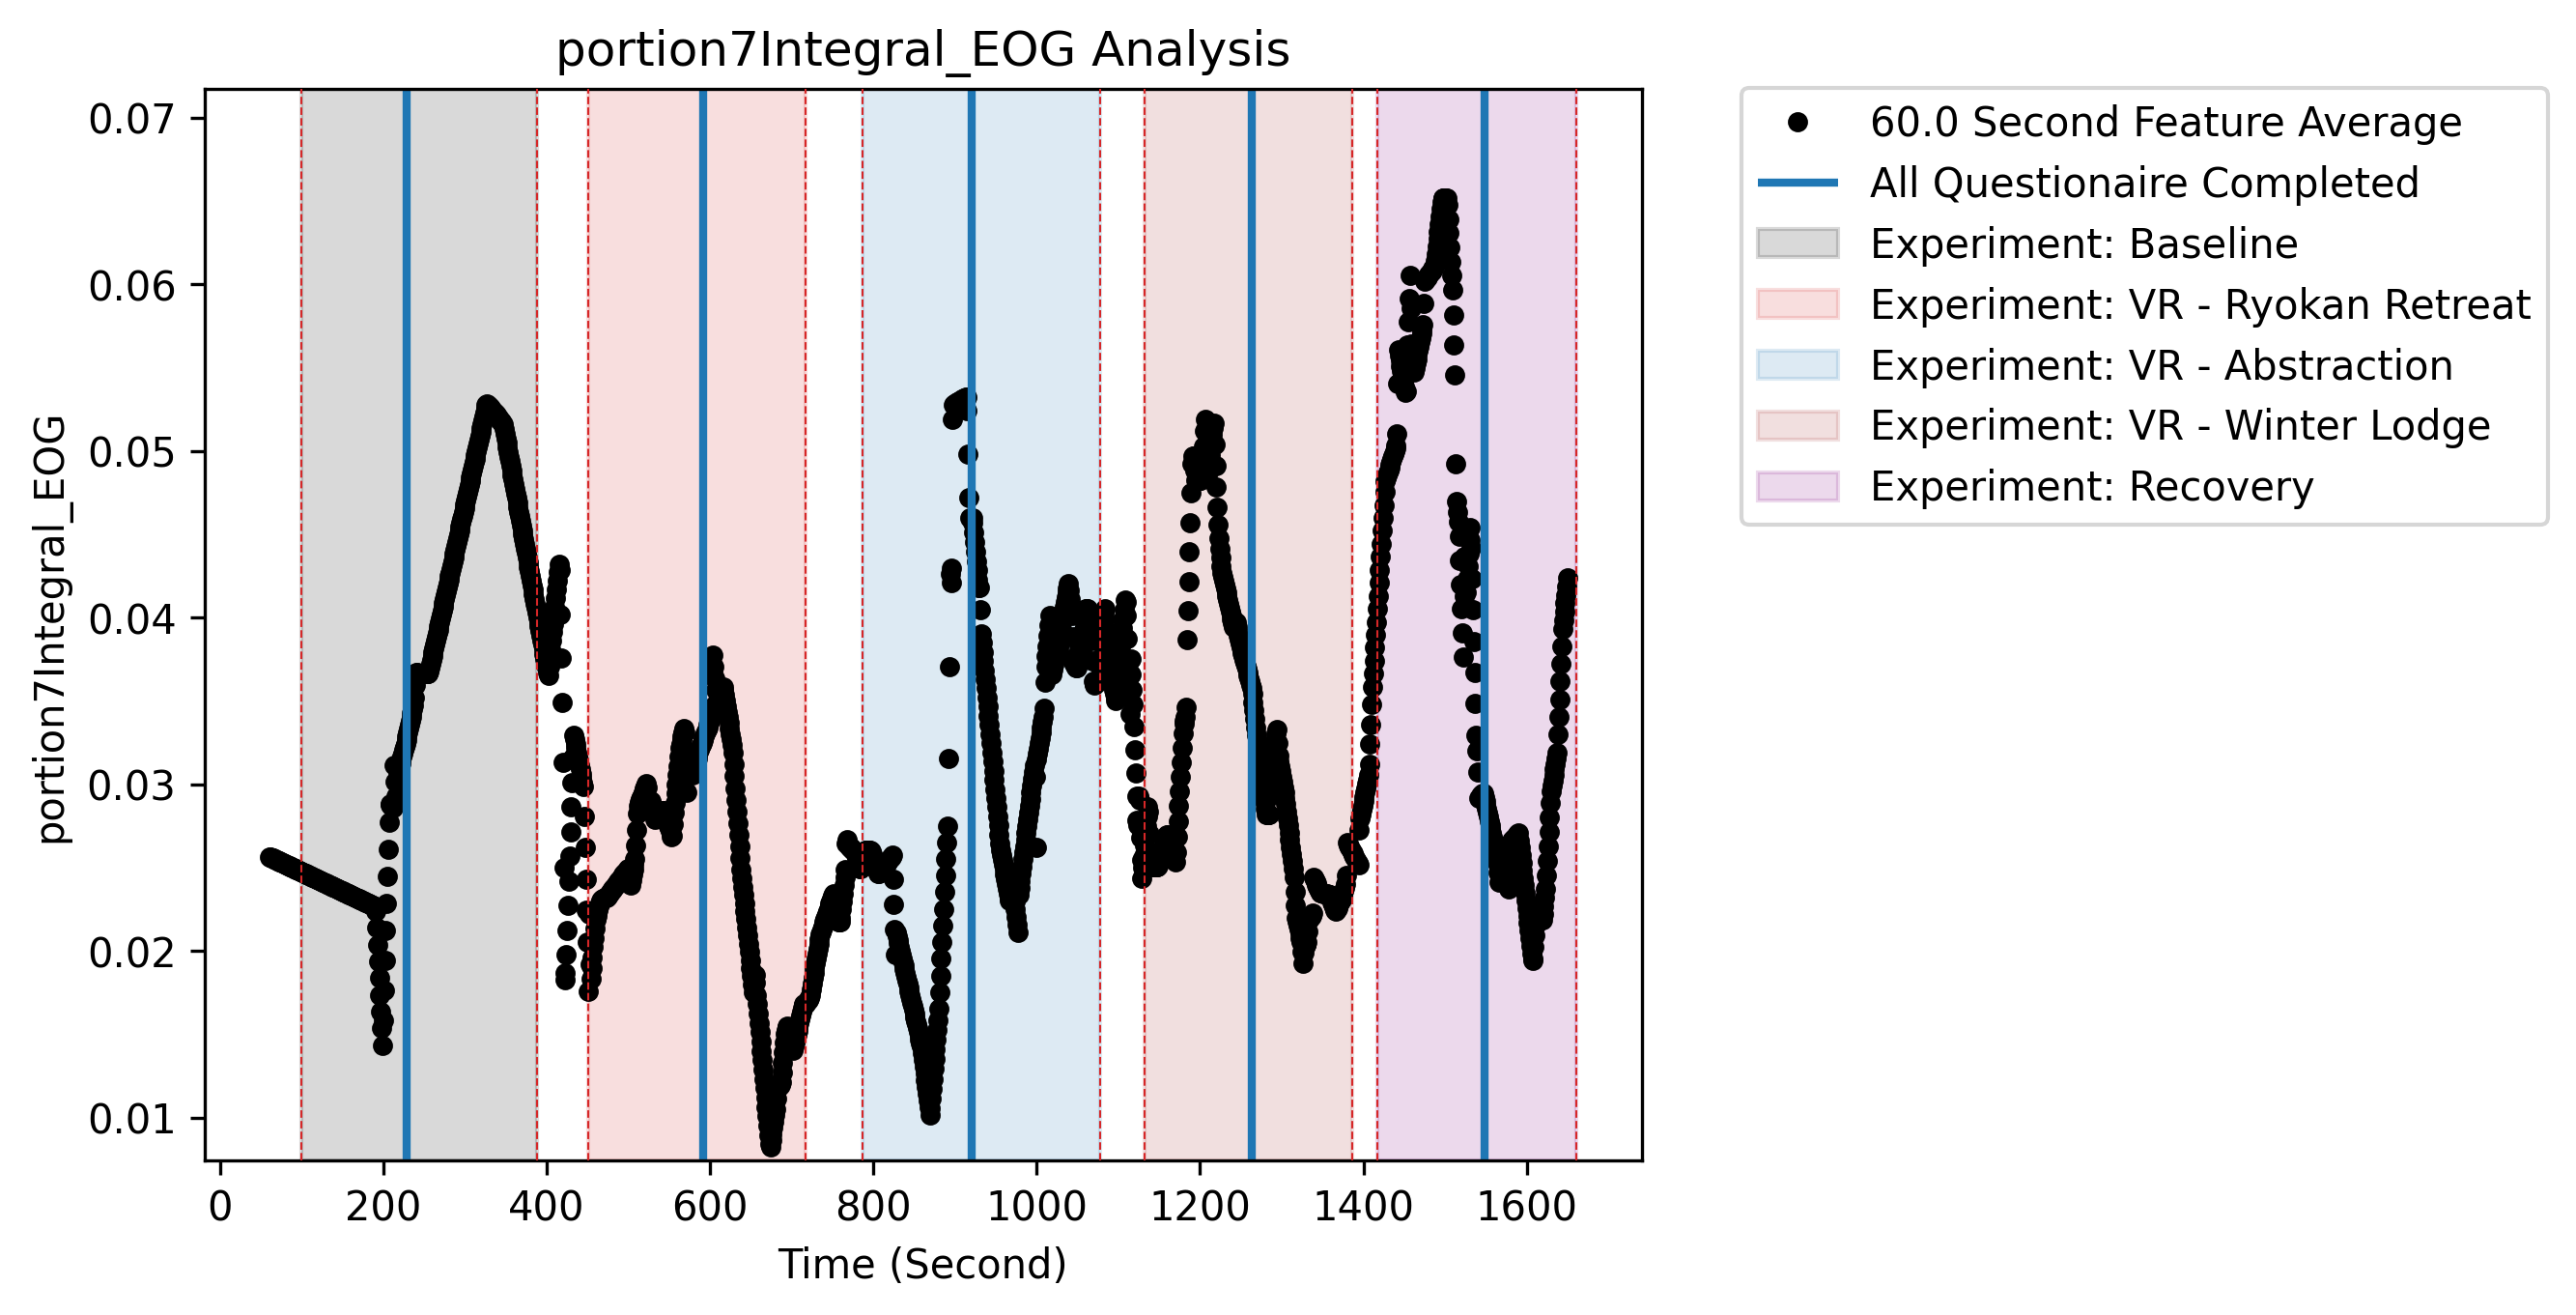 portion7Integral_EOG Analysis
0.07
0.06
0.05
0.04
0.03
0.02
0.01
portion7Integral_EOG
0 200 400 600 800 1000 1200 1400 1600
Time (Second)
60.0 Second Feature Average
All Questionaire Completed
Experiment: Baseline
Experiment: VR - Ryokan Retreat
Experiment: VR - Abstraction
Experiment: VR - Winter Lodge
Experiment: Recovery